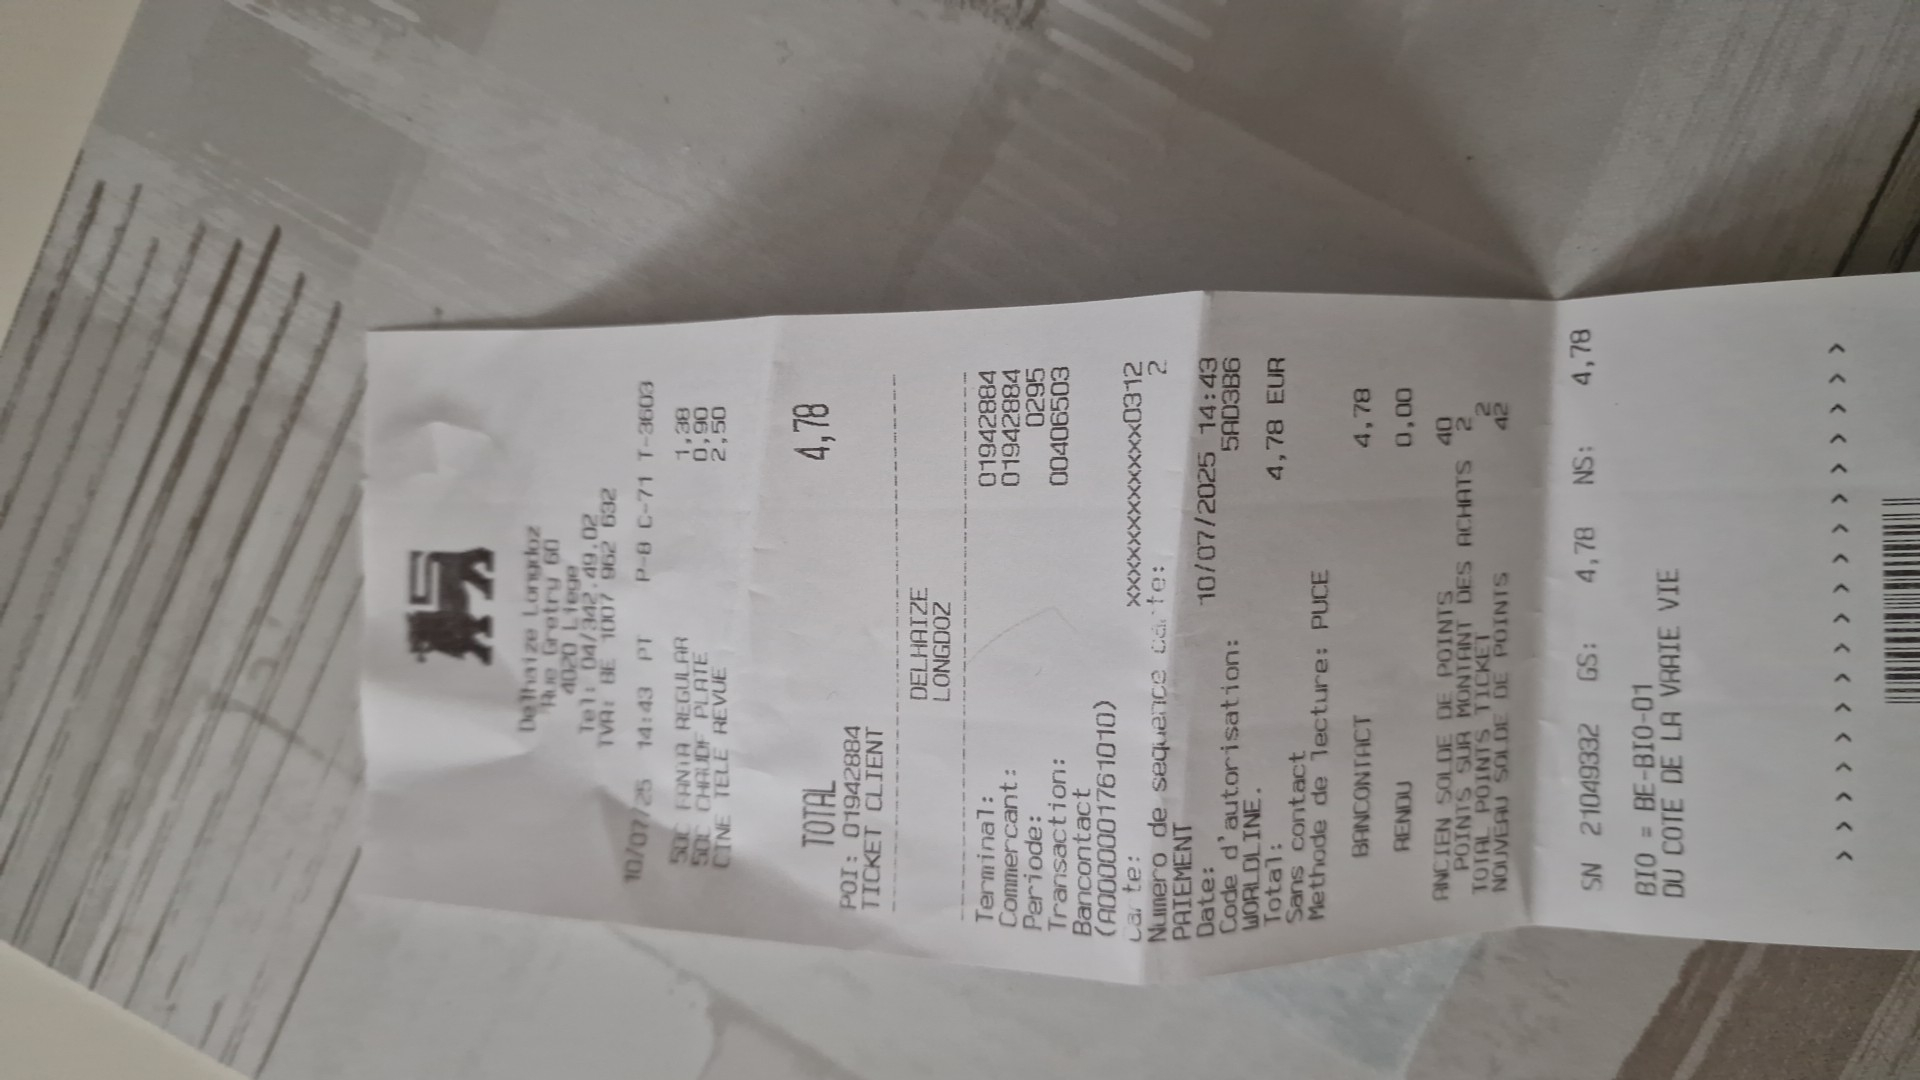 Delhaize Longdoz
Rue Gretry 60
4020 Liege
Tel: 04/342.49.02
TVA: BE 1007 962 632
10/07/25 14:43 PT P-8 C-71 T-3603
50C FANTA REGULAR 1,38
50C CHAUDF PLATE 0,90
CINE TELE REVUE 2,50
TOTAL 4,78
POI: 01942884
TICKET CLIENT
DELHAIZE
LONGDOZ
Terminal: 01942884
Commercant: 01942884
Periode: 0295
Transaction: 00406503
Bancontact
(A0000001761010)
Carte: xxxxxxxxxxxxxxx0312
Numero de sequence carte: 2
PAIEMENT
Date: 10/07/2025 14:43
Code d'autorisation: 5AD3B6
WORLDLINE.
Total: 4,78 EUR
Sans contact
Methode de lecture: PUCE
BANCONTACT 4,78
RENDU 0,00
ANCIEN SOLDE DE POINTS 40
POINTS SUR MONTANT DES ACHATS 2
TOTAL POINTS TICKET 2
NOUVEAU SOLDE DE POINTS 42
SN 21049332 GS: 4,78 NS: 4,78
BIO = BE-BIO-01
DU COTE DE LA VRAIE VIE
> > > > > > > > > > > > > > > > >